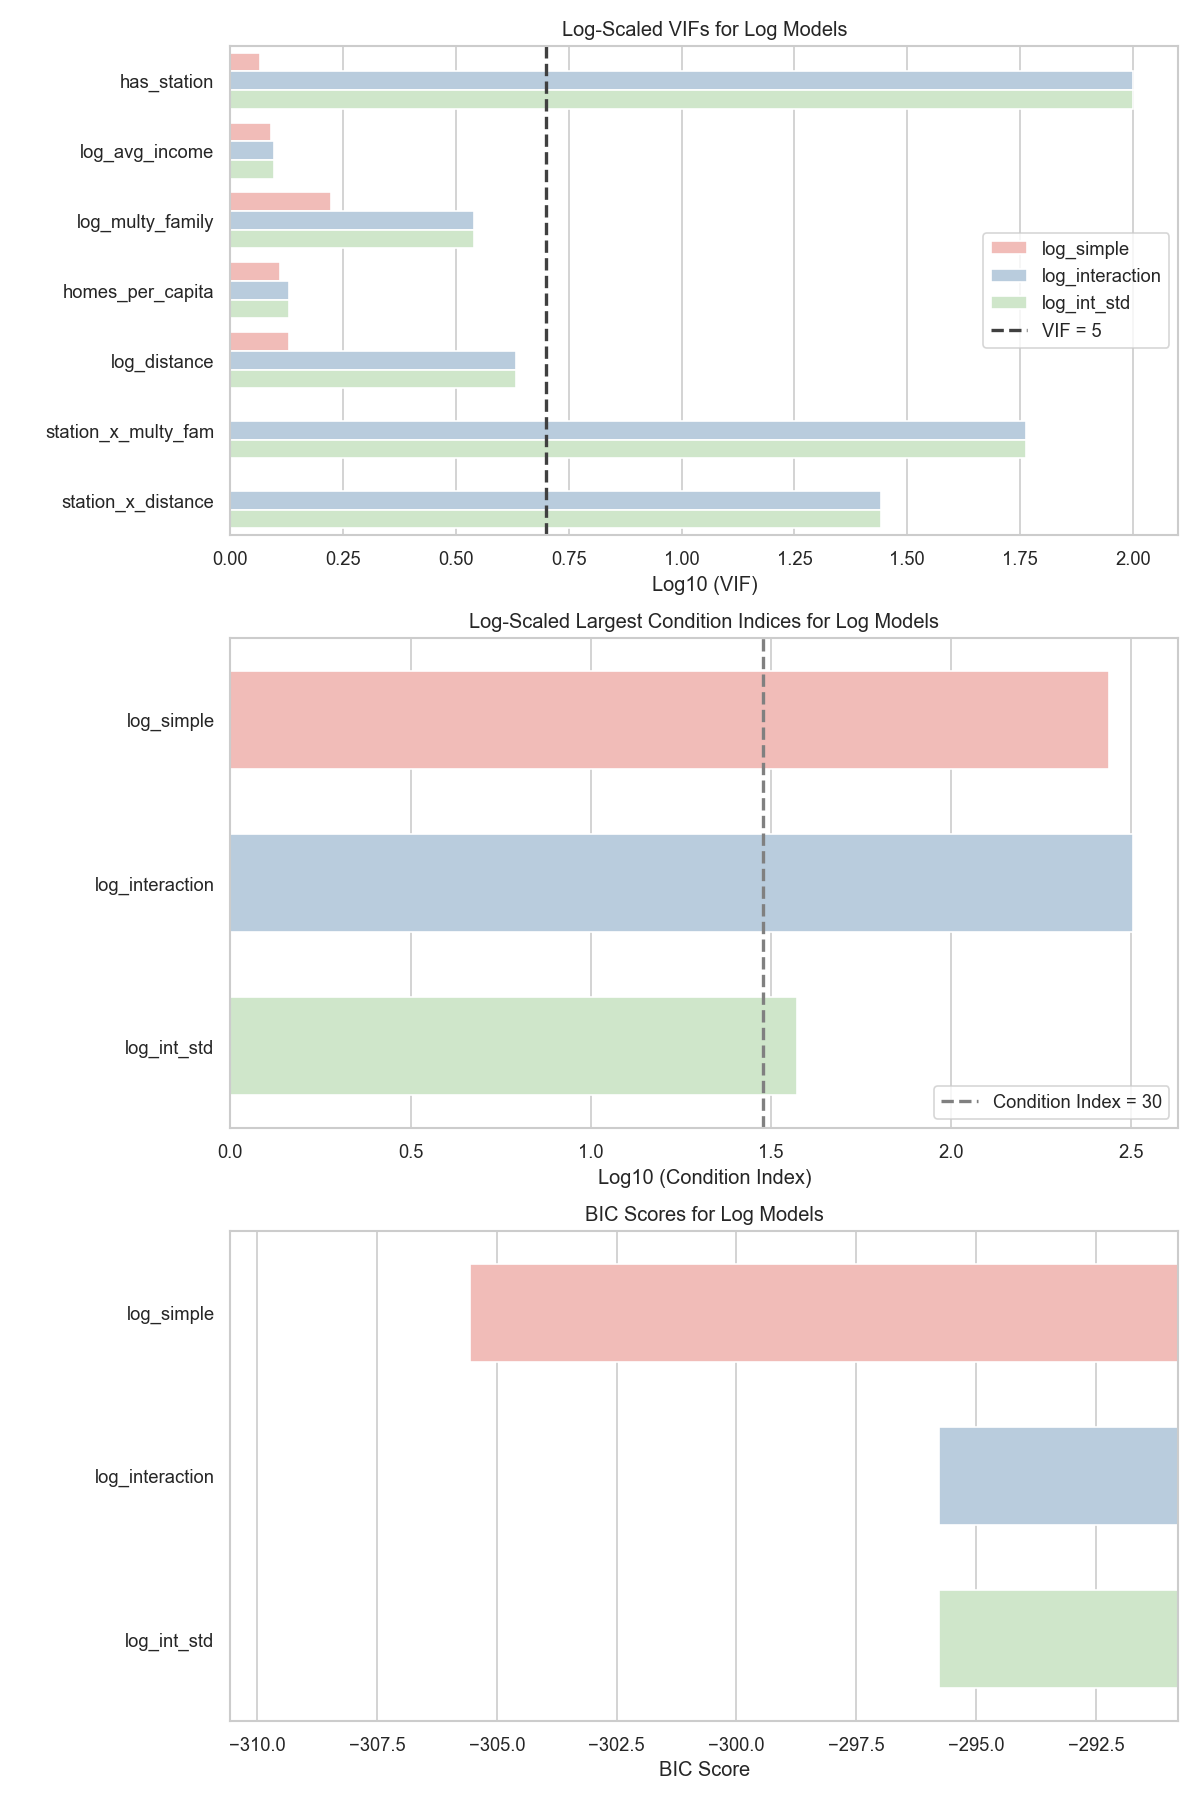 Log-Scaled VIFs for Log Models
has_station
log_avg_income
log_multy_family
homes_per_capita
log_distance
station_x_multy_fam
station_x_distance
log_simple
log_interaction
log_int_std
VIF = 5
0.00 0.25 0.50 0.75 1.00 1.25 1.50 1.75 2.00
Log10 (VIF)
Log-Scaled Largest Condition Indices for Log Models
log_simple
log_interaction
log_int_std
Condition Index = 30
0.0 0.5 1.0 1.5 2.0 2.5
Log10 (Condition Index)
BIC Scores for Log Models
log_simple
log_interaction
log_int_std
−310.0 −307.5 −305.0 −302.5 −300.0 −297.5 −295.0 −292.5
BIC Score